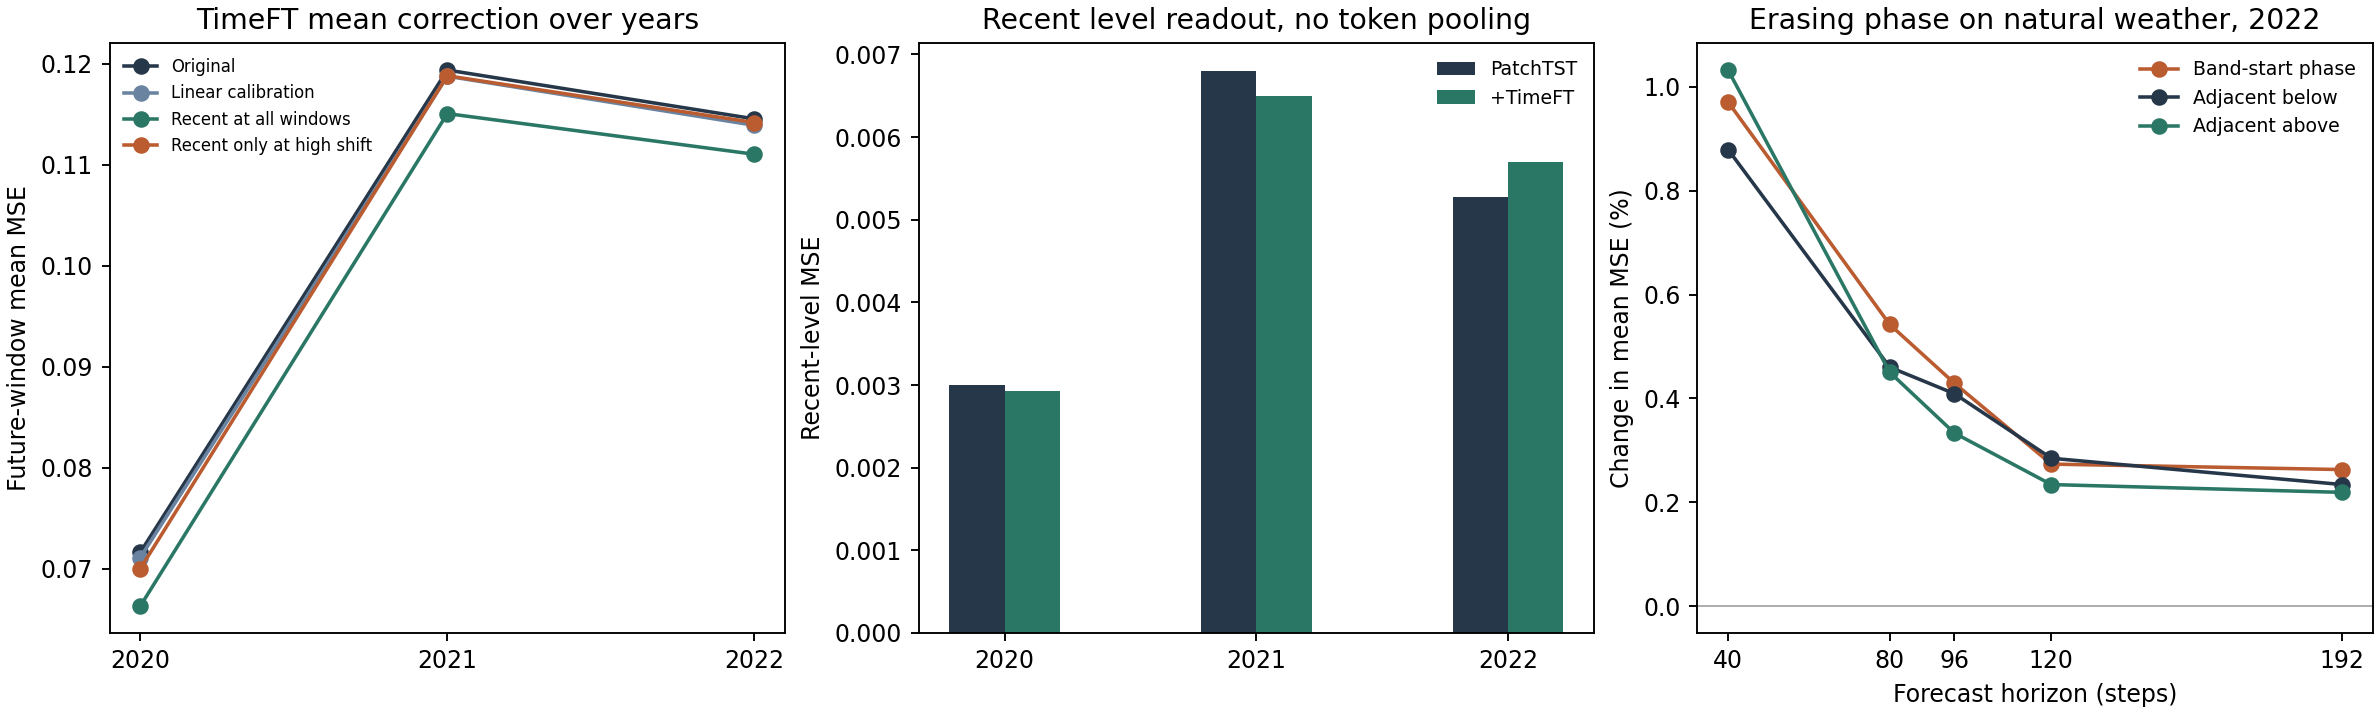 TimeFT mean correction over years
Future-window mean MSE
0.12
0.11
0.10
0.09
0.08
0.07
Original
Linear calibration
Recent at all windows
Recent only at high shift
2020 2021 2022
Recent level readout, no token pooling
Recent-level MSE
0.007
0.006
0.005
0.004
0.003
0.002
0.001
0.000
PatchTST
+TimeFT
2020 2021 2022
Erasing phase on natural weather, 2022
Change in mean MSE (%)
1.0
0.8
0.6
0.4
0.2
0.0
Band-start phase
Adjacent below
Adjacent above
40 80 96 120 192
Forecast horizon (steps)